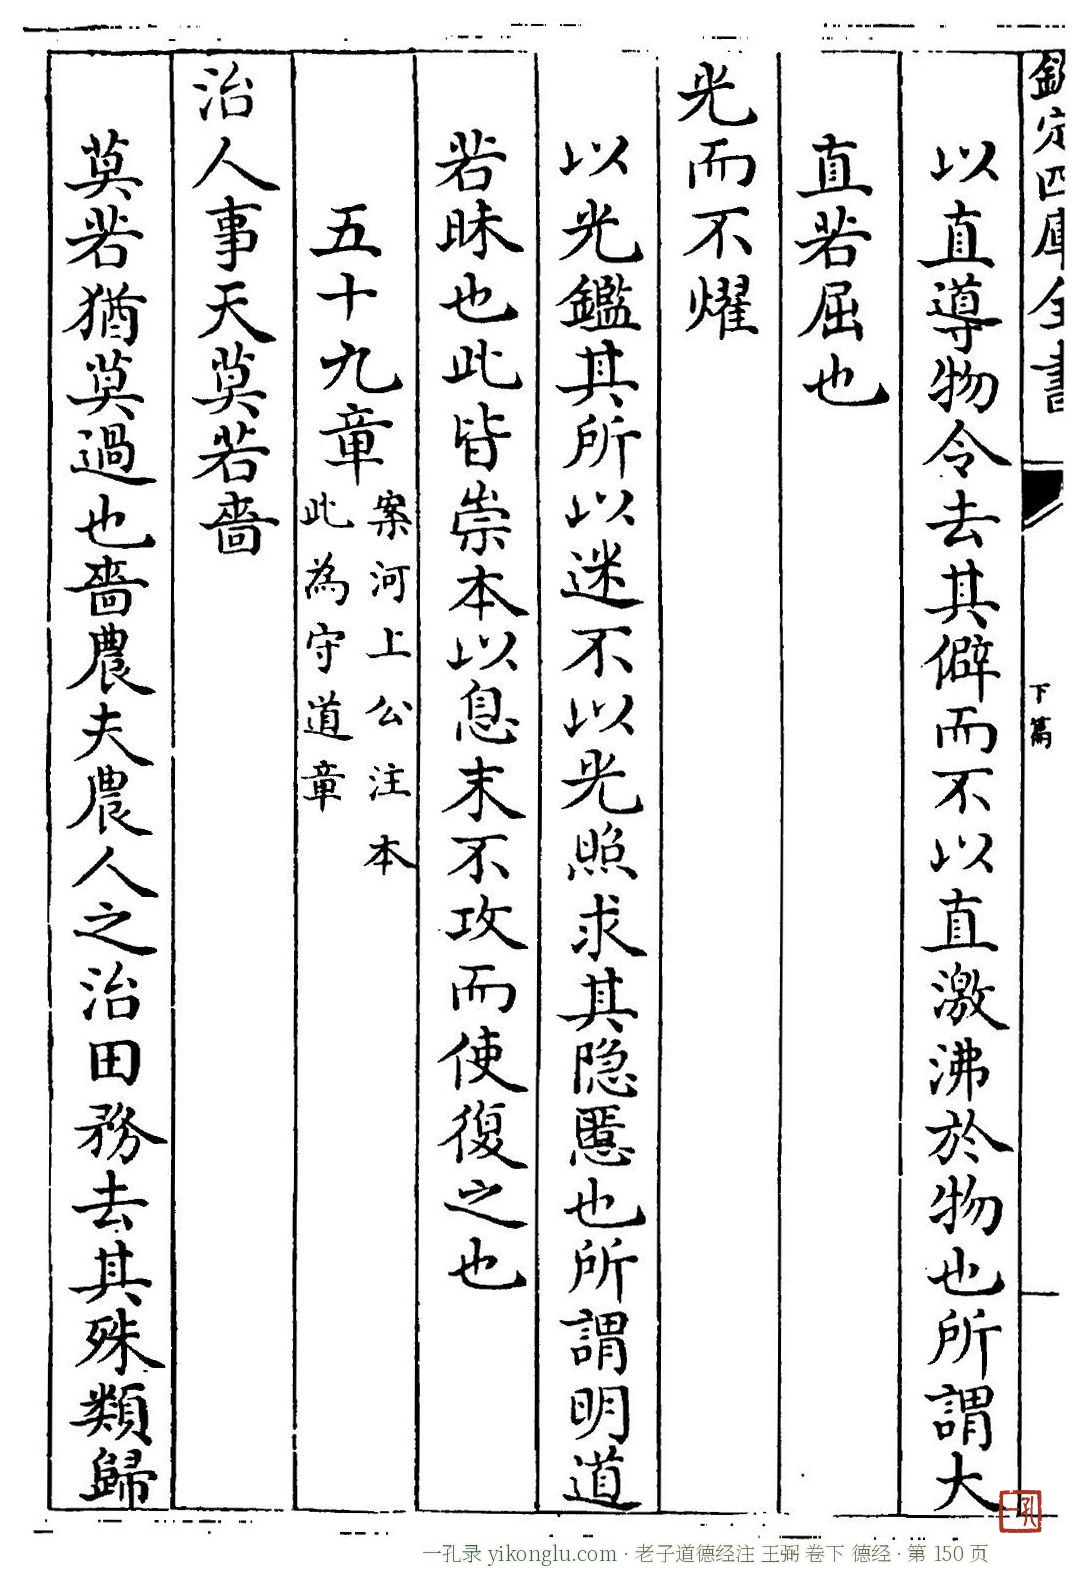 欽定四庫全書
下篇
以直導物令去其僻而不以直激沸於物也所謂大
直若屈也
光而不燿
以光鑑其所以迷不以光照求其隐慝也所謂明道
若昧也此皆崇本以息末不攻而使復之也
五十九章
案河上公注本
此為守道章
治人事天莫若嗇
莫若猶莫過也嗇農夫農人之治田務去其殊類歸
孔
一孔录 yikonglu.com · 老子道德经注 王弼 卷下 德经 · 第 150 页